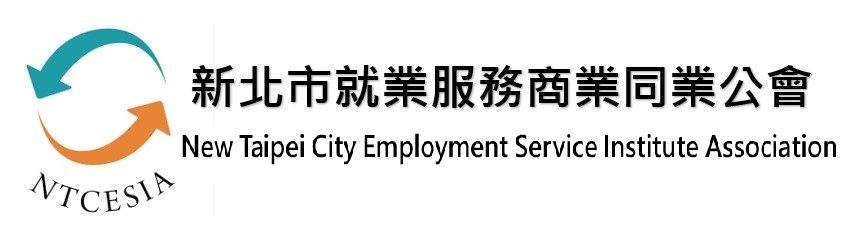 新北市就業服務商業同業公會
New Taipei City Employment Service Institute Association
NTCESIA